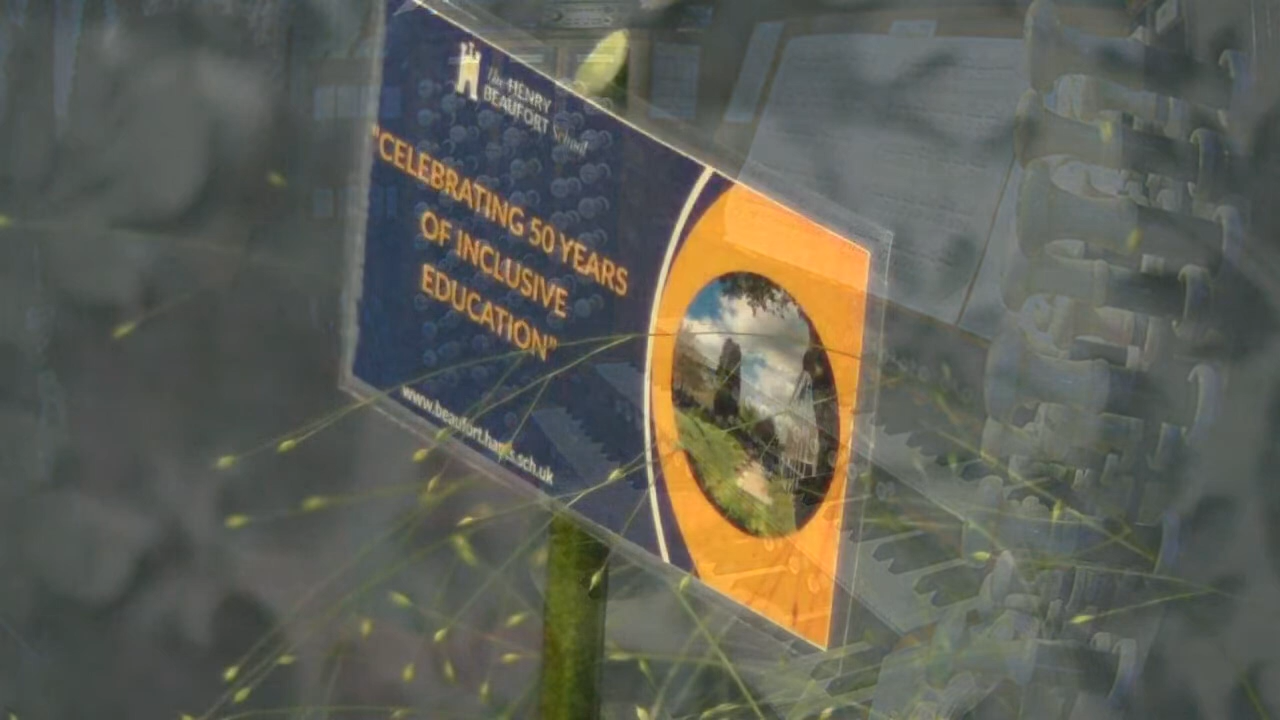 the HENRY
BEAUFORT School
"CELEBRATING 50 YEARS
OF INCLUSIVE
EDUCATION"
www.beaufort.hants.sch.uk